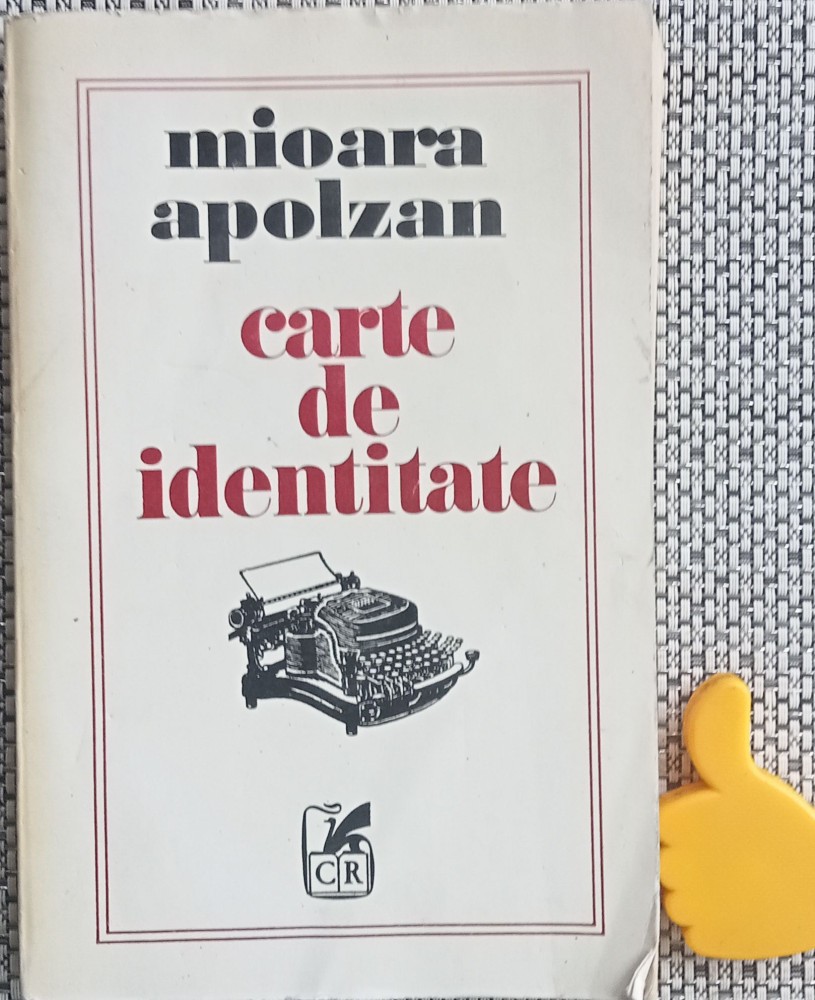 mioara
apolzan
carte
de
identitate
CR